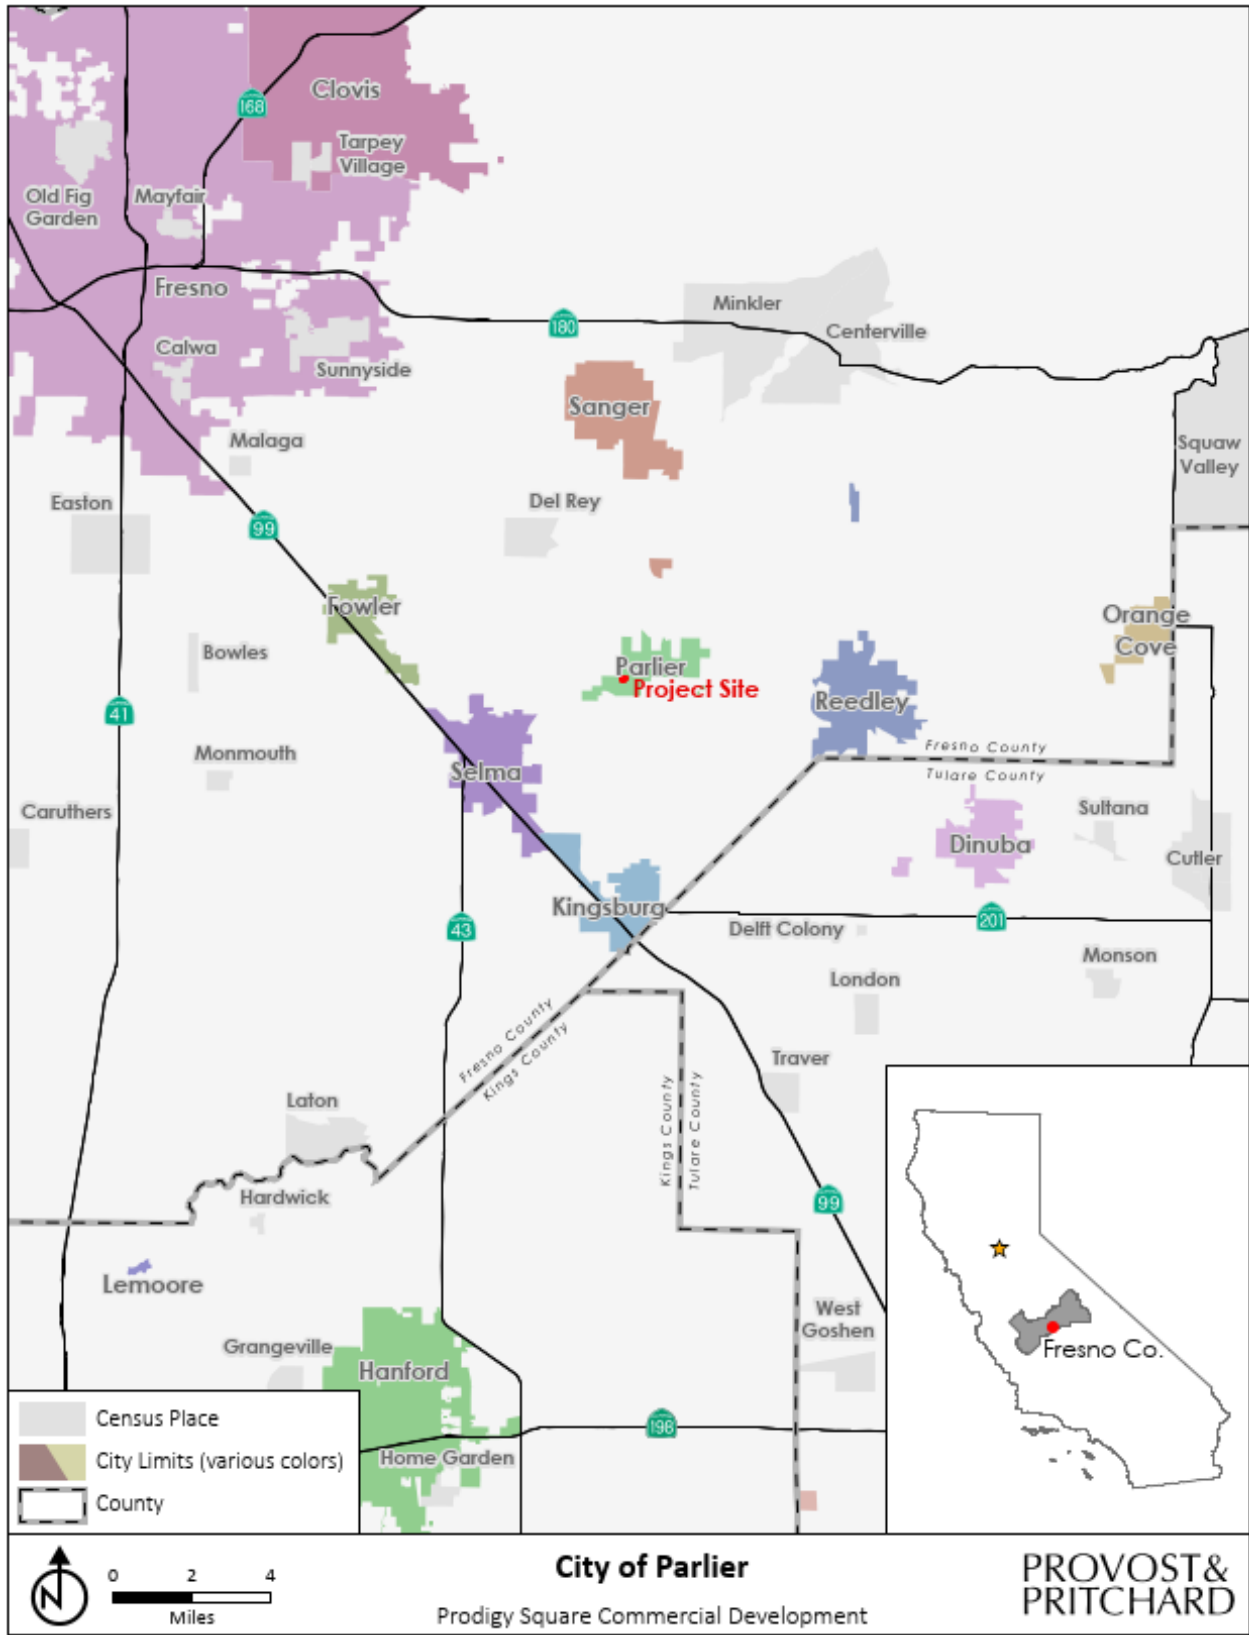 Clovis
168
Tarpey
Village
Old Fig
Garden
Mayfair
Fresno
180
Minkler
Centerville
Calwa
Sunnyside
Sanger
Malaga
Squaw
Valley
Easton
99
Del Rey
Fowler
Orange
Cove
Bowles
Parlier
Project Site
Reedley
41
Monmouth
Selma
Fresno County
Tulare County
Caruthers
Sultana
Dinuba
Cutler
Kingsburg
43
Delft Colony
201
Monson
London
Fresno County
Kings County
Traver
Kings County
Tulare County
Laton
Hardwick
99
Lemoore
West
Goshen
Grangeville
Hanford
198
Home Garden
Fresno Co.
Census Place
City Limits (various colors)
County
N
0 2 4
Miles
City of Parlier
Prodigy Square Commercial Development
PROVOST&
PRITCHARD